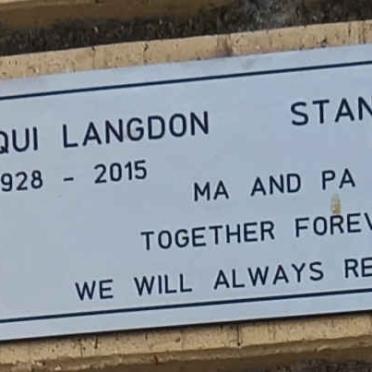 QUI LANGDON STAN
928 - 2015
MA AND PA
TOGETHER FOREV
WE WILL ALWAYS RE